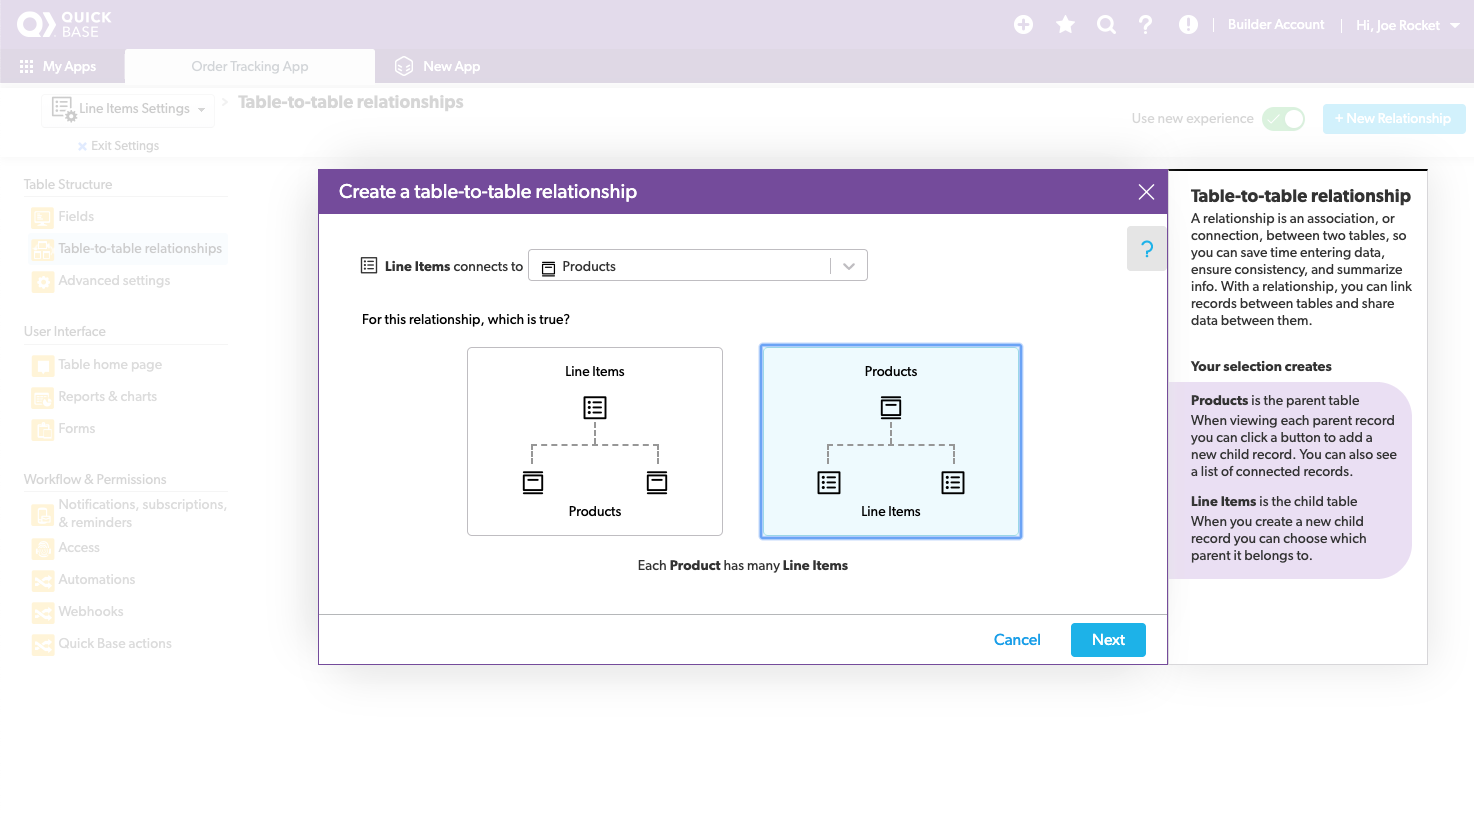 QUICK
BASE
Builder Account
Hi, Joe Rocket
My Apps
Order Tracking App
New App
Line Items Settings
Table-to-table relationships
Use new experience
+ New Relationship
Exit Settings
Table Structure
Fields
Table-to-table relationships
Advanced settings
User Interface
Table home page
Reports & charts
Forms
Workflow & Permissions
Notifications, subscriptions,
& reminders
Access
Automations
Webhooks
Quick Base actions
Create a table-to-table relationship
?
Line Items connects to
Products
For this relationship, which is true?
Line Items
Products
Products
Line Items
Each Product has many Line Items
Cancel
Next
Table-to-table relationship
A relationship is an association, or
connection, between two tables, so
you can save time entering data,
ensure consistency, and summarize
info. With a relationship, you can link
records between tables and share
data between them.
Your selection creates
Products is the parent table
When viewing each parent record
you can click a button to add a
new child record. You can also see
a list of connected records.
Line Items is the child table
When you create a new child
record you can choose which
parent it belongs to.